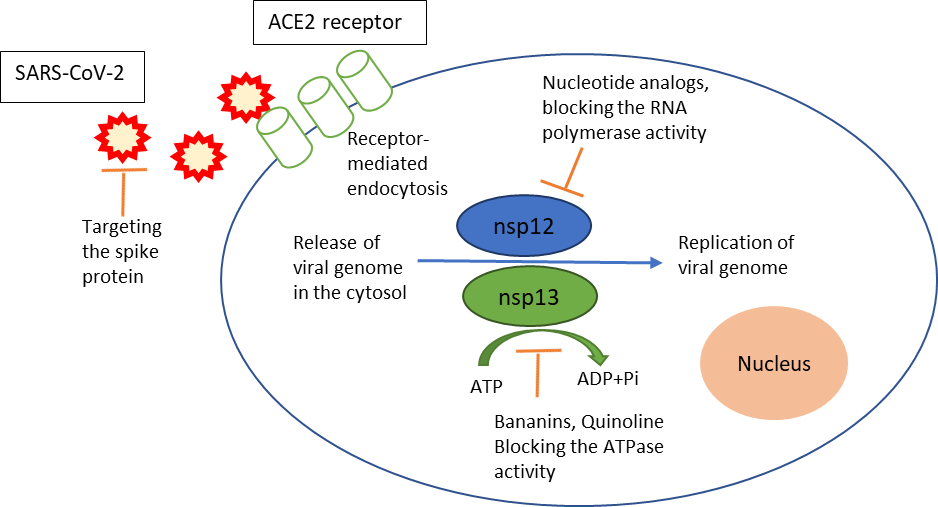 ACE2 receptor
SARS-CoV-2
Nucleotide analogs,
blocking the RNA
polymerase activity
Receptor-
mediated
endocytosis
Targeting
the spike
protein
nsp12
Release of
viral genome
in the cytosol
Replication of
viral genome
nsp13
Nucleus
ATP
ADP+Pi
Bananins, Quinoline
Blocking the ATPase
activity